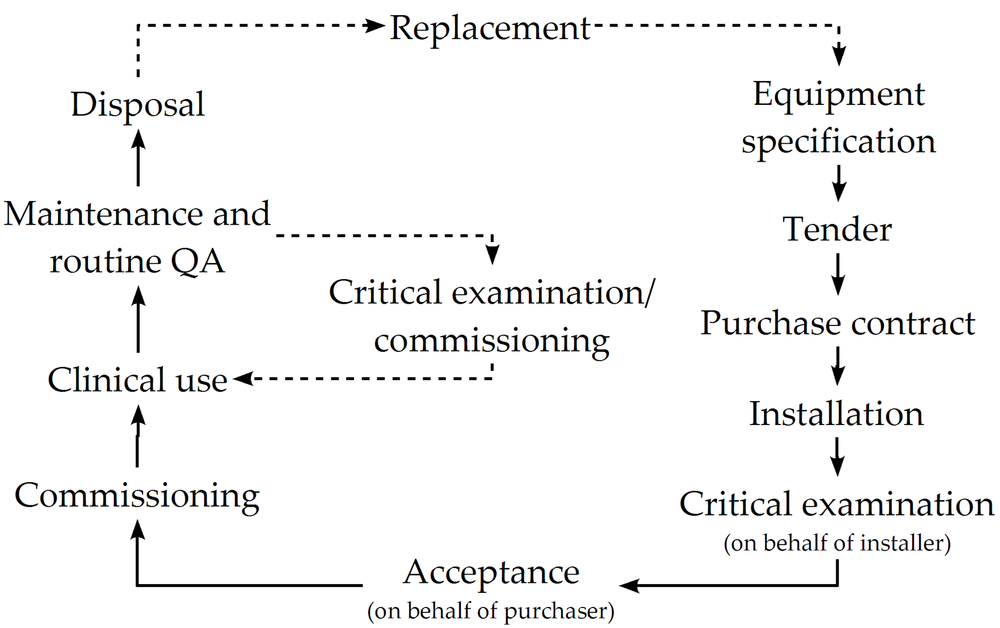 Replacement
Equipment
specification
Tender
Purchase contract
Installation
Critical examination
(on behalf of installer)
Acceptance
(on behalf of purchaser)
Commissioning
Clinical use
Maintenance and
routine QA
Critical examination/
commissioning
Disposal